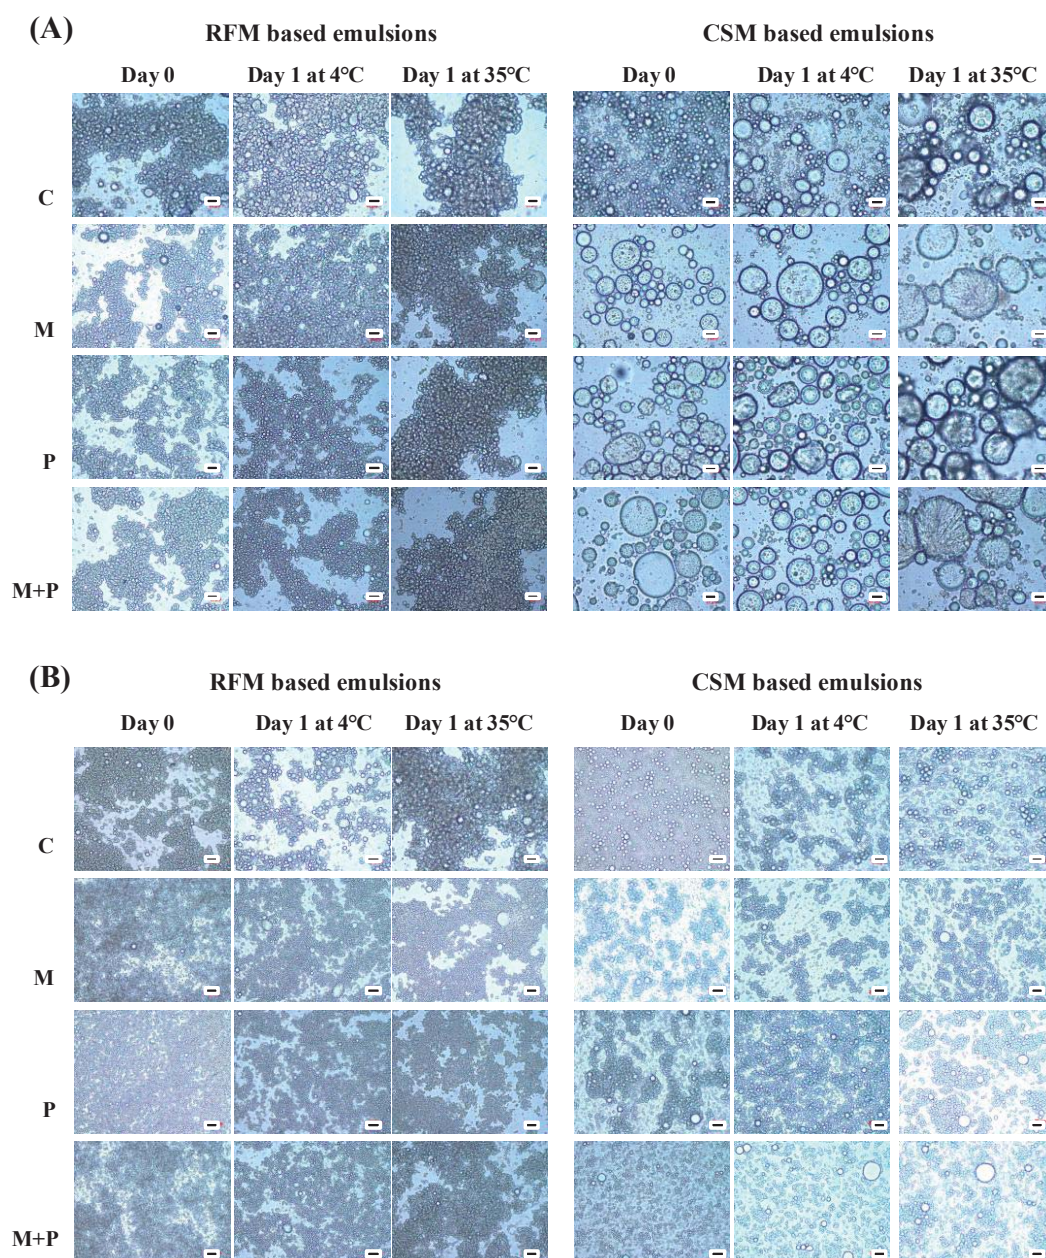 (A)
RFM based emulsions CSM based emulsions
Day 0 Day 1 at 4°C Day 1 at 35°C Day 0 Day 1 at 4°C Day 1 at 35°C
C
M
P
M+P
(B)
RFM based emulsions CSM based emulsions
Day 0 Day 1 at 4°C Day 1 at 35°C Day 0 Day 1 at 4°C Day 1 at 35°C
C
M
P
M+P